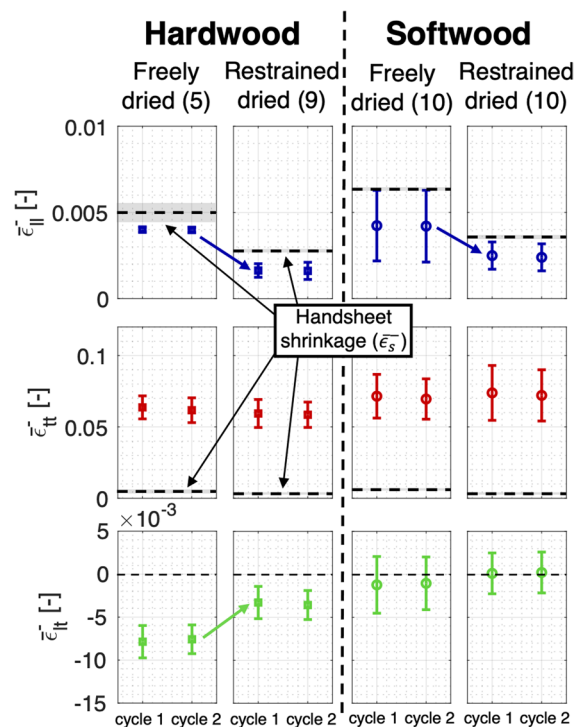 Hardwood Softwood
Freely dried (5) Restrained dried (9) Freely dried (10) Restrained dried (10)
0.01
0.005
0
ε̄⁻ₗₗ [-]
Handsheet
shrinkage (ε̄ₛ⁻)
0.1
0.05
0
ε̄⁻ₜₜ [-]
×10⁻³
5
0
-5
-10
-15
ε̄⁻ₗₜ [-]
cycle 1 cycle 2 cycle 1 cycle 2 cycle 1 cycle 2 cycle 1 cycle 2